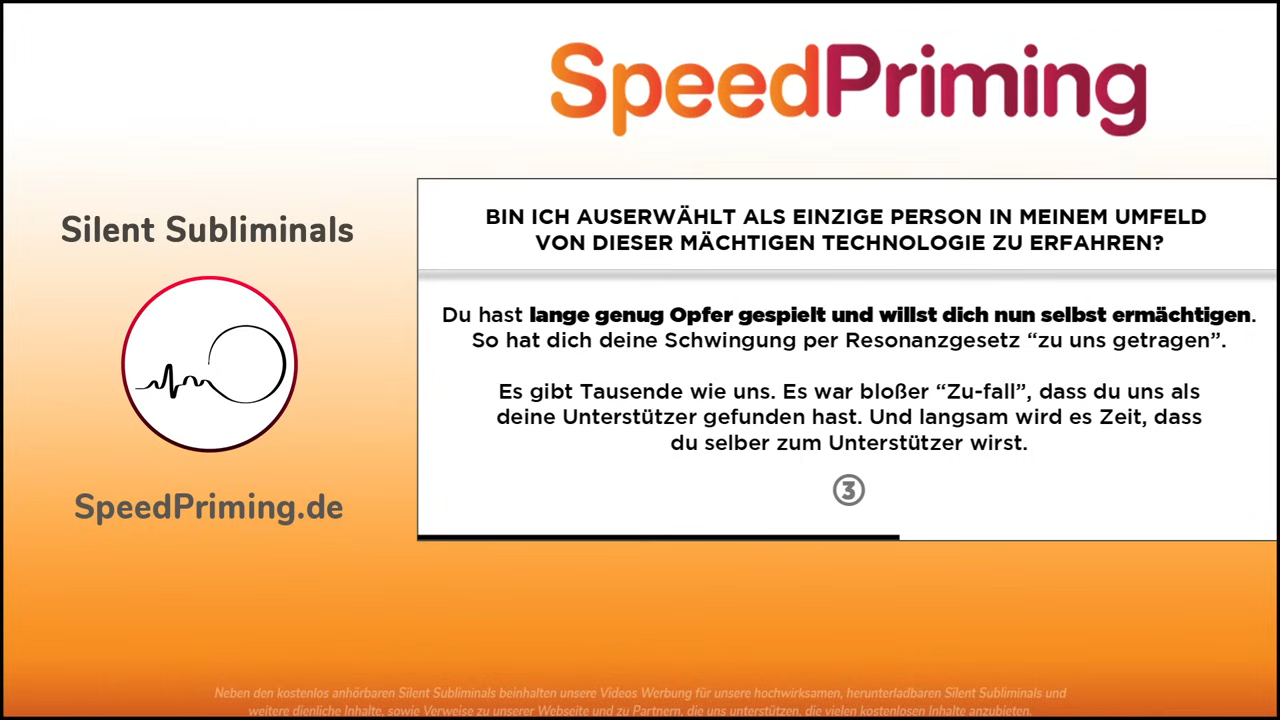 SpeedPriming
Silent Subliminals
SpeedPriming.de
BIN ICH AUSERWÄHLT ALS EINZIGE PERSON IN MEINEM UMFELD
VON DIESER MÄCHTIGEN TECHNOLOGIE ZU ERFAHREN?
Du hast lange genug Opfer gespielt und willst dich nun selbst ermächtigen.
So hat dich deine Schwingung per Resonanzgesetz “zu uns getragen”.
Es gibt Tausende wie uns. Es war bloßer “Zu-fall”, dass du uns als
deine Unterstützer gefunden hast. Und langsam wird es Zeit, dass
du selber zum Unterstützer wirst.
③
Neben den kostenlos anhörbaren Silent Subliminals beinhalten unsere Videos Werbung für unsere hochwirksamen, herunterladbaren Silent Subliminals und
weitere dienliche Inhalte, sowie Verweise zu unserer Webseite und zu Partnern, die uns unterstützen, die vielen kostenlosen Inhalte anzubieten.